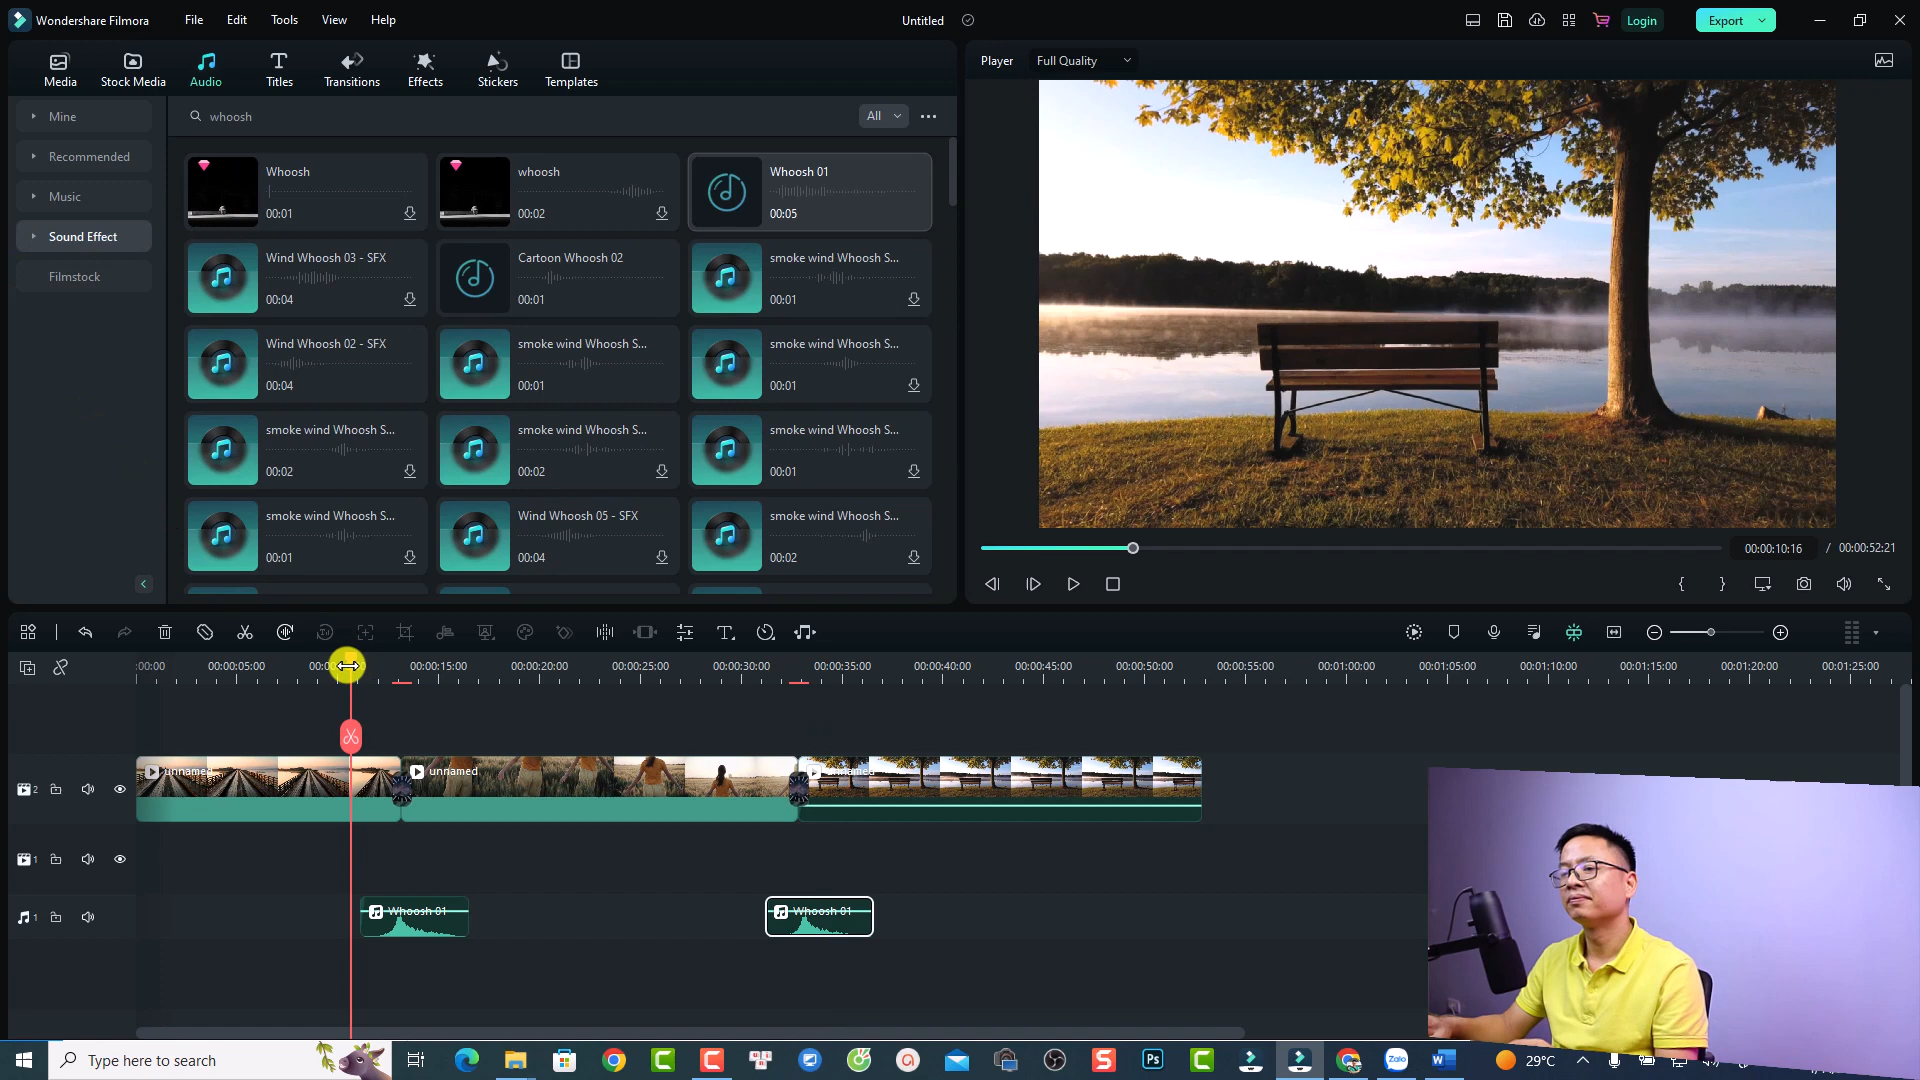 Wondershare Filmora File Edit Tools View Help Untitled Login Export
Media Stock Media Audio Titles Transitions Effects Stickers Templates
Player Full Quality
Mine
Recommended
Music
Sound Effect
Filmstock
whoosh All
Whoosh
00:01
whoosh
00:02
Whoosh 01
00:05
Wind Whoosh 03 - SFX
00:04
Cartoon Whoosh 02
00:01
smoke wind Whoosh S...
00:01
Wind Whoosh 02 - SFX
00:04
smoke wind Whoosh S...
00:01
smoke wind Whoosh S...
00:01
smoke wind Whoosh S...
00:02
smoke wind Whoosh S...
00:02
smoke wind Whoosh S...
00:01
smoke wind Whoosh S...
00:01
Wind Whoosh 05 - SFX
00:04
smoke wind Whoosh S...
00:02
00:00:10:16 / 00:00:52:21
:00:00 00:00:05:00 00:00:15:00 00:00:20:00 00:00:25:00 00:00:30:00 00:00:35:00 00:00:40:00 00:00:45:00 00:00:50:00 00:00:55:00 00:01:00:00 00:01:05:00 00:01:10:00 00:01:15:00 00:01:20:00 00:01:25:00
2 unnamed unnamed unnamed
1
1 Whoosh 01 Whoosh 01
Type here to search Ps Zalo W 29°C